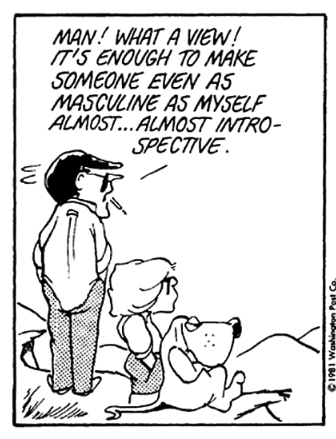 MAN! WHAT A VIEW!
IT'S ENOUGH TO MAKE
SOMEONE EVEN AS
MASCULINE AS MYSELF
ALMOST...ALMOST INTRO-
SPECTIVE.
© 1981 Washington Post Co.